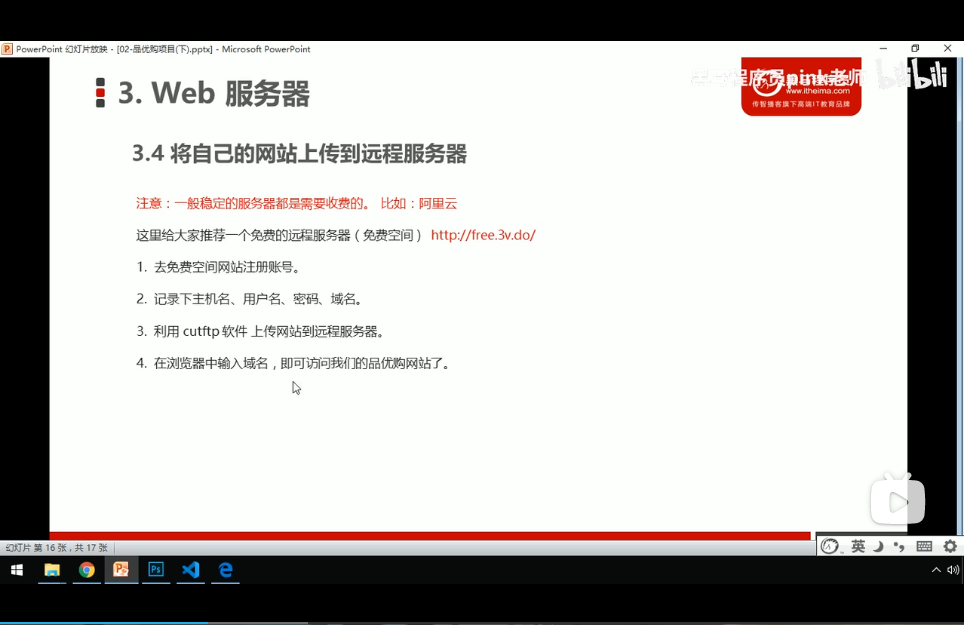 PowerPoint 幻灯片放映 - [02-品优购项目(下).pptx] - Microsoft PowerPoint
3. Web 服务器
pink老师
bilibili
www.itheima.com
传智播客旗下高端IT教育品牌
3.4 将自己的网站上传到远程服务器
注意：一般稳定的服务器都是需要收费的。 比如：阿里云
这里给大家推荐一个免费的远程服务器（免费空间） http://free.3v.do/
1. 去免费空间网站注册账号。
2. 记录下主机名、用户名、密码、域名。
3. 利用 cutftp 软件 上传网站到远程服务器。
4. 在浏览器中输入域名，即可访问我们的品优购网站了。
幻灯片 第 16 张，共 17 张
英